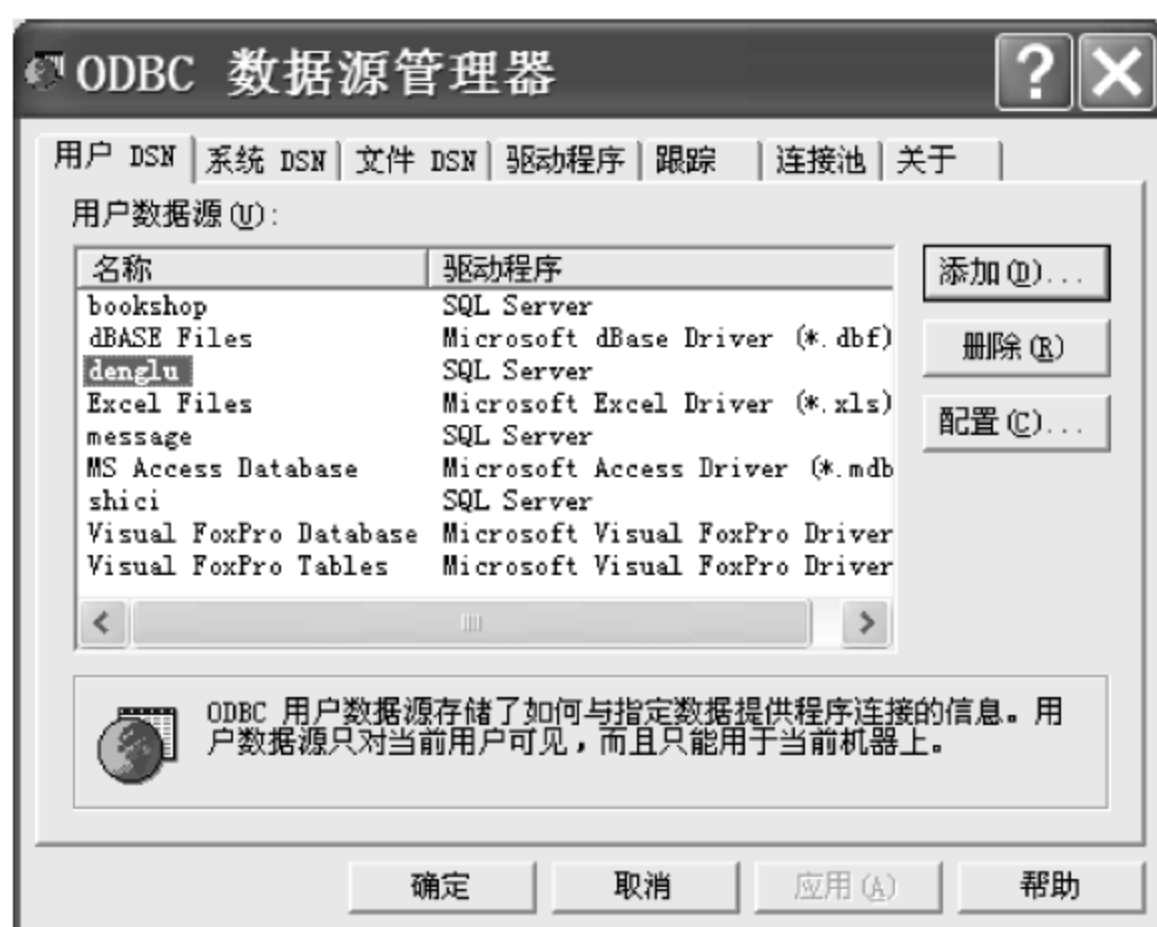 ODBC 数据源管理器
用户 DSN 系统 DSN 文件 DSN 驱动程序 跟踪 连接池 关于
用户数据源(U):
名称 驱动程序
添加(D)...
bookshop SQL Server
dBASE Files Microsoft dBase Driver (*.dbf)
删除(R)
denglu SQL Server
Excel Files Microsoft Excel Driver (*.xls)
配置(C)...
message SQL Server
MS Access Database Microsoft Access Driver (*.mdb
shici SQL Server
Visual FoxPro Database Microsoft Visual FoxPro Driver
Visual FoxPro Tables Microsoft Visual FoxPro Driver
ODBC 用户数据源存储了如何与指定数据提供程序连接的信息。用
户数据源只对当前用户可见，而且只能用于当前机器上。
确定 取消 应用(A) 帮助